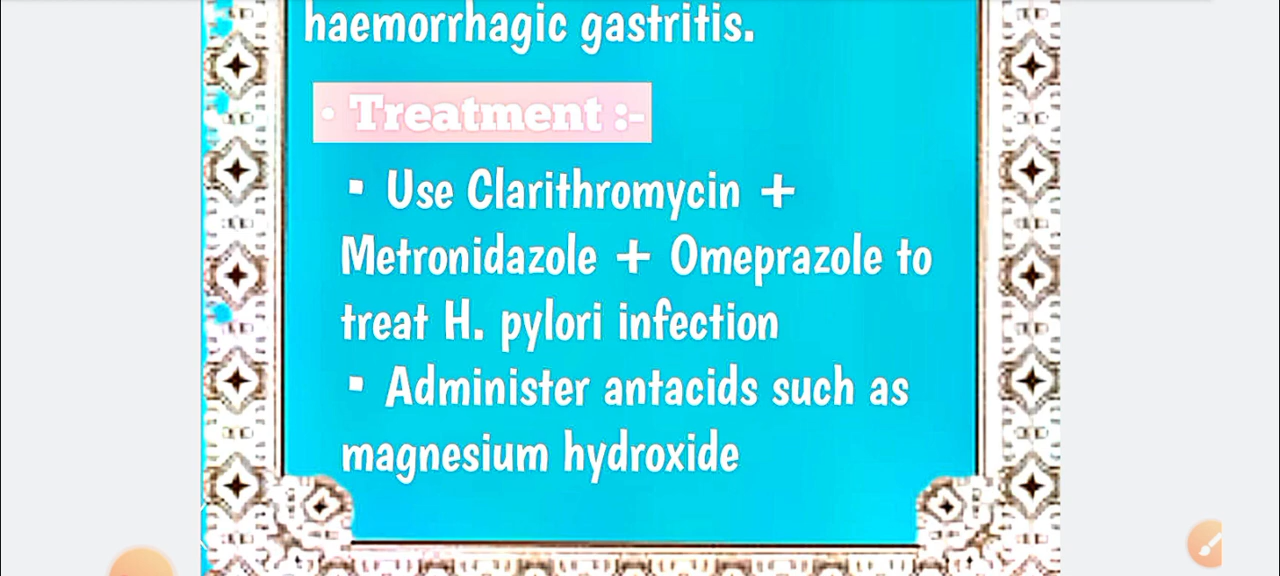 haemorrhagic gastritis.
• Treatment :-
▪ Use Clarithromycin +
Metronidazole + Omeprazole to
treat H. pylori infection
▪ Administer antacids such as
magnesium hydroxide